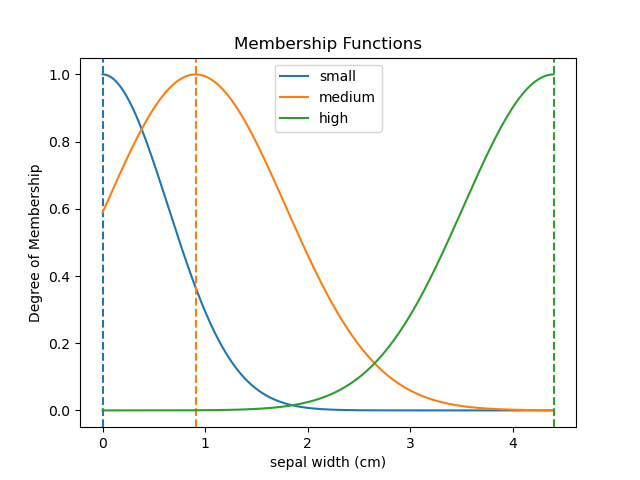 Membership Functions
small
medium
high
Degree of Membership
1.0
0.8
0.6
0.4
0.2
0.0
0 1 2 3 4
sepal width (cm)